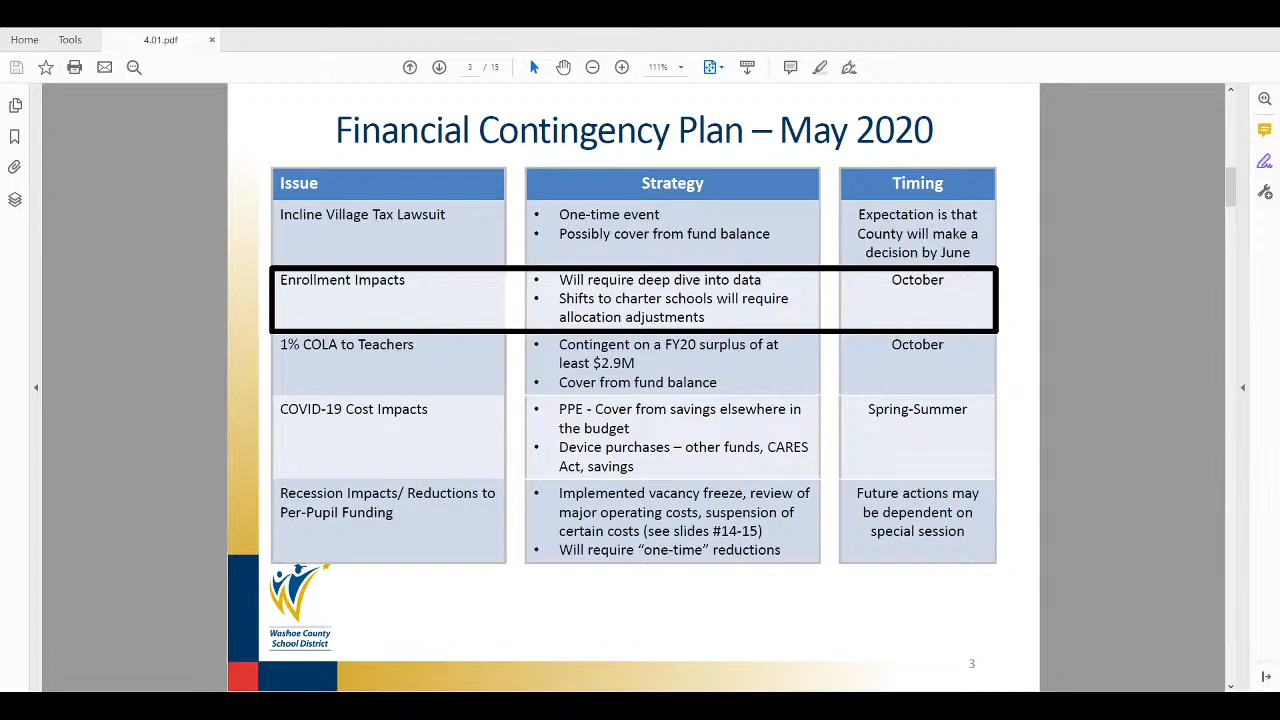 Home Tools 4.01.pdf ×
3 / 15 111%
Financial Contingency Plan – May 2020
Issue Strategy Timing
Incline Village Tax Lawsuit
• One-time event
• Possibly cover from fund balance
Expectation is that
County will make a
decision by June
Enrollment Impacts
• Will require deep dive into data
• Shifts to charter schools will require
allocation adjustments
October
1% COLA to Teachers
• Contingent on a FY20 surplus of at
least $2.9M
• Cover from fund balance
October
COVID-19 Cost Impacts
• PPE - Cover from savings elsewhere in
the budget
• Device purchases – other funds, CARES
Act, savings
Spring-Summer
Recession Impacts/ Reductions to
Per-Pupil Funding
• Implemented vacancy freeze, review of
major operating costs, suspension of
certain costs (see slides #14-15)
• Will require “one-time” reductions
Future actions may
be dependent on
special session
Washoe County
School District
3